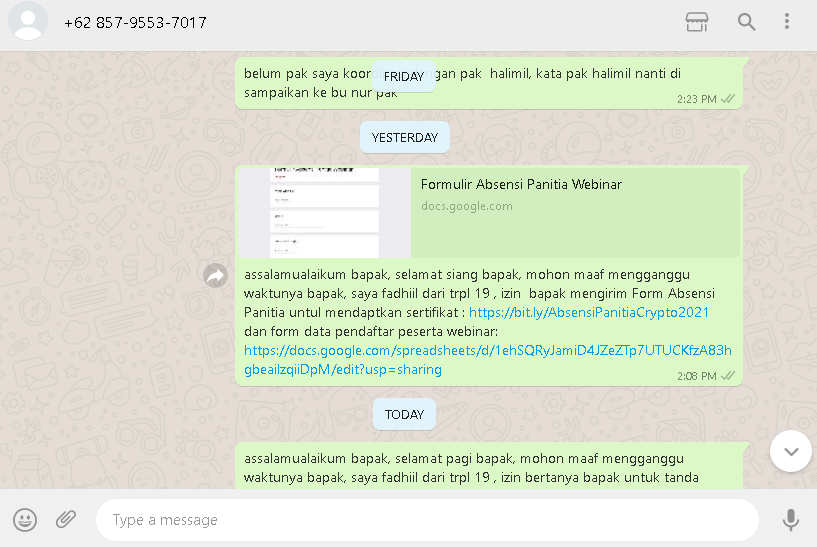 +62 857-9553-7017
belum pak saya koordi ngan pak halimil, kata pak halimil nanti di
FRIDAY
sampaikan ke bu nur pak
2:23 PM
YESTERDAY
Formulir Absensi Panitia Webinar
docs.google.com
assalamualaikum bapak, selamat siang bapak, mohon maaf mengganggu
waktunya bapak, saya fadhiil dari trpl 19 , izin bapak mengirim Form Absensi
Panitia untul mendaptkan sertifikat : https://bit.ly/AbsensiPanitiaCrypto2021
dan form data pendaftar peserta webinar:
https://docs.google.com/spreadsheets/d/1ehSQRyJamiD4JZeZTp7UTUCKfzA83h
gbeailzqiiDpM/edit?usp=sharing
2:08 PM
TODAY
assalamualaikum bapak, selamat pagi bapak, mohon maaf mengganggu
waktunya bapak, saya fadhiil dari trpl 19 , izin bertanya bapak untuk tanda
Type a message